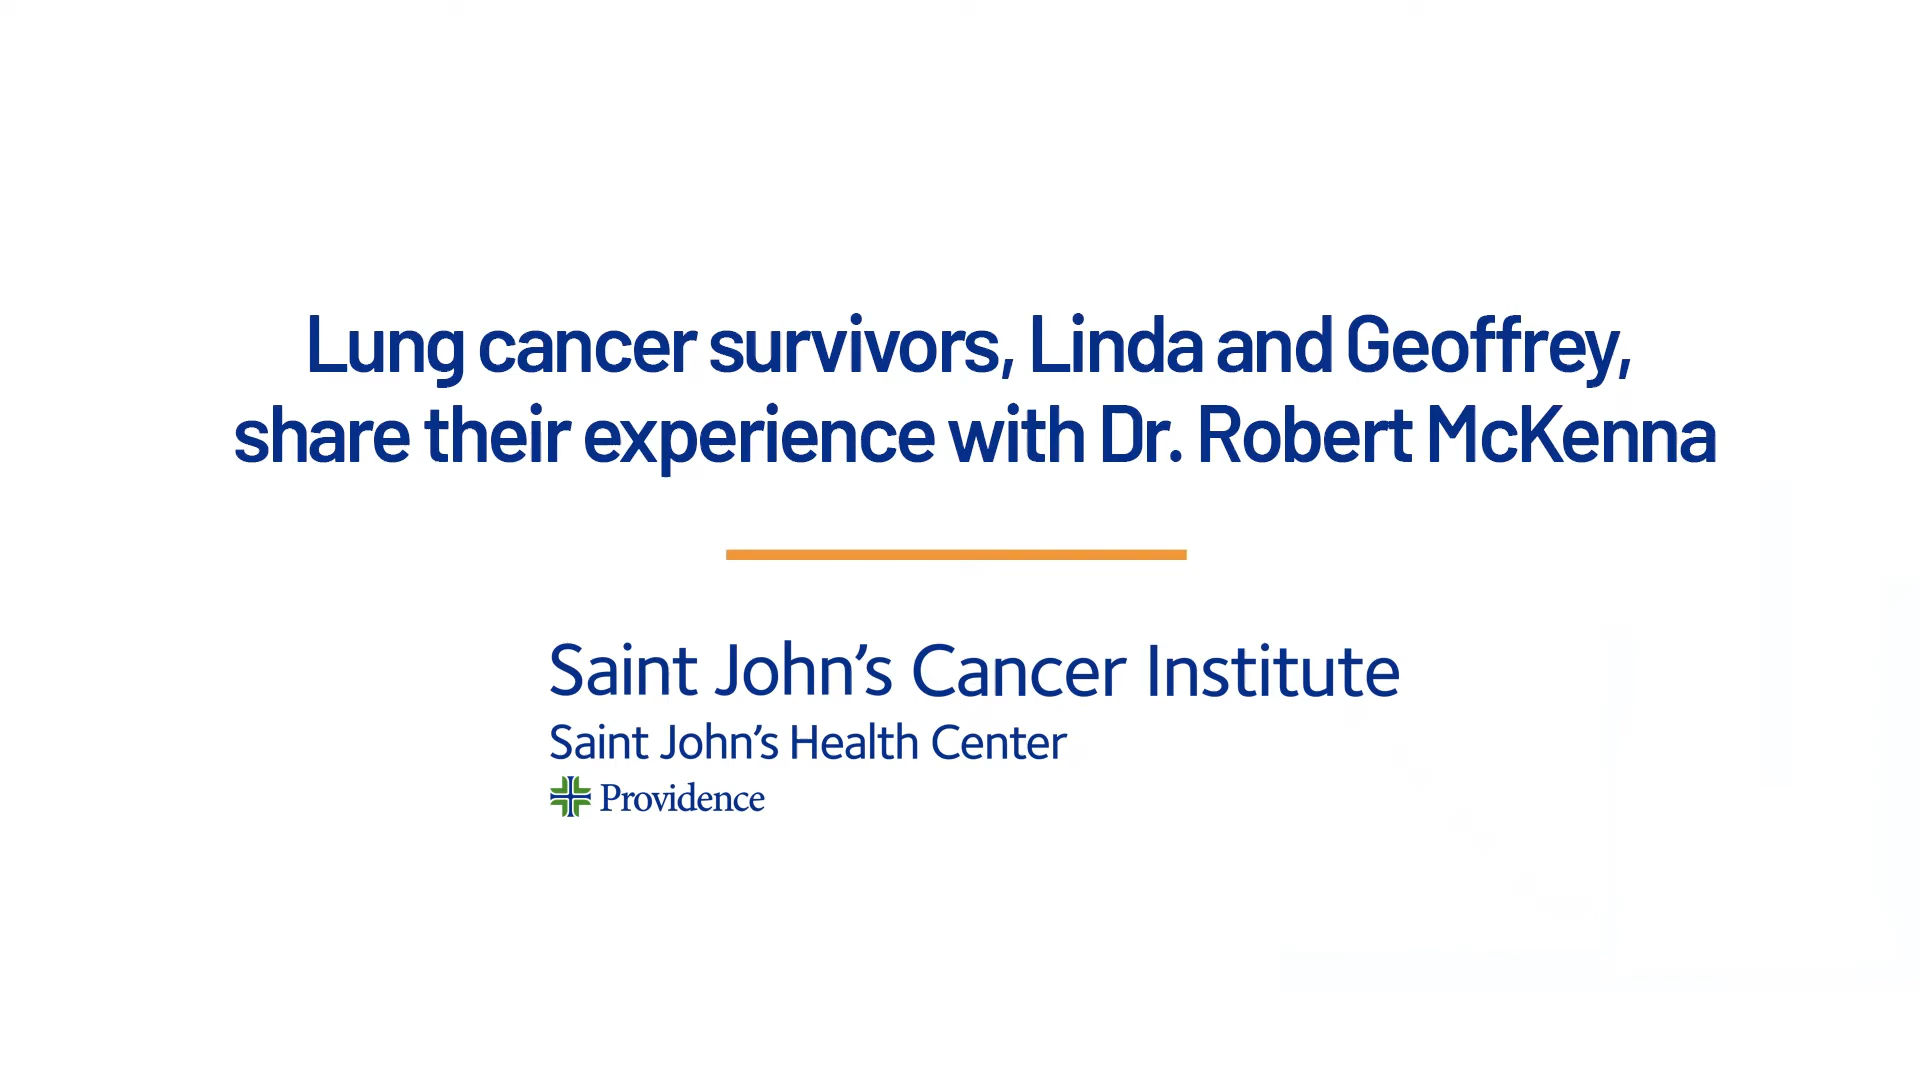 Lung cancer survivors, Linda and Geoffrey,
share their experience with Dr. Robert McKenna
Saint John’s Cancer Institute
Saint John’s Health Center
Providence